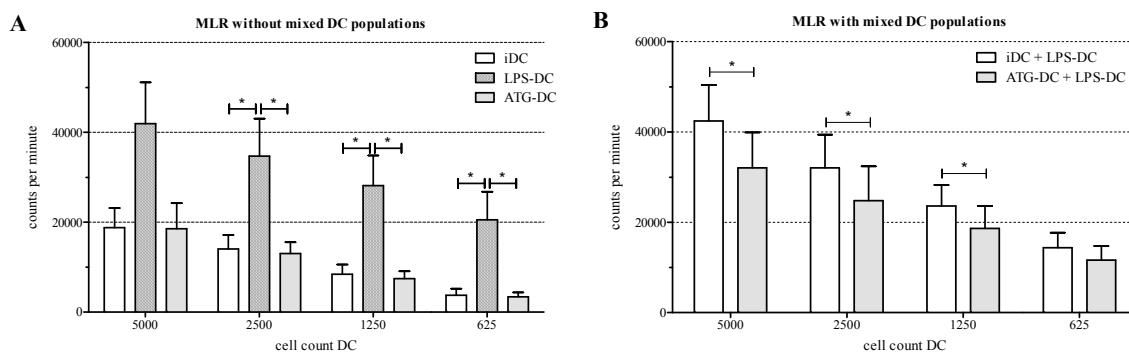 A
MLR without mixed DC populations
counts per minute
60000
40000
20000
0
iDC
LPS-DC
ATG-DC
* *
* *
* *
5000 2500 1250 625
cell count DC
B
MLR with mixed DC populations
counts per minute
60000
40000
20000
0
iDC + LPS-DC
ATG-DC + LPS-DC
*
*
*
5000 2500 1250 625
cell count DC